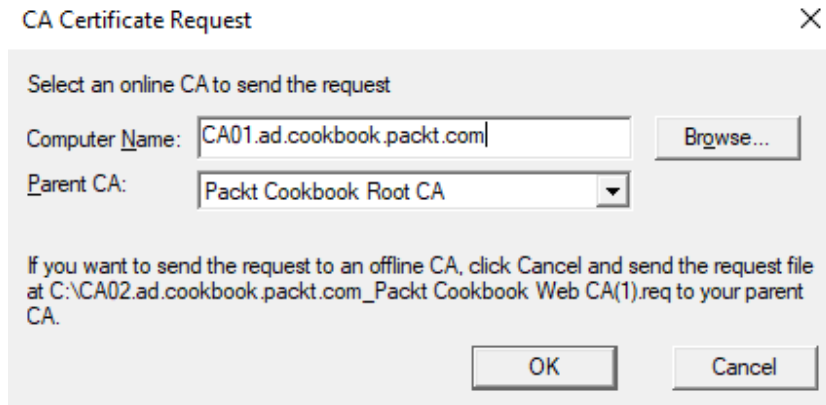 CA Certificate Request
Select an online CA to send the request
Computer Name: CA01.ad.cookbook.packt.com Browse...
Parent CA: Packt Cookbook Root CA
If you want to send the request to an offline CA, click Cancel and send the request file
at C:\CA02.ad.cookbook.packt.com_Packt Cookbook Web CA(1).req to your parent
CA.
OK Cancel